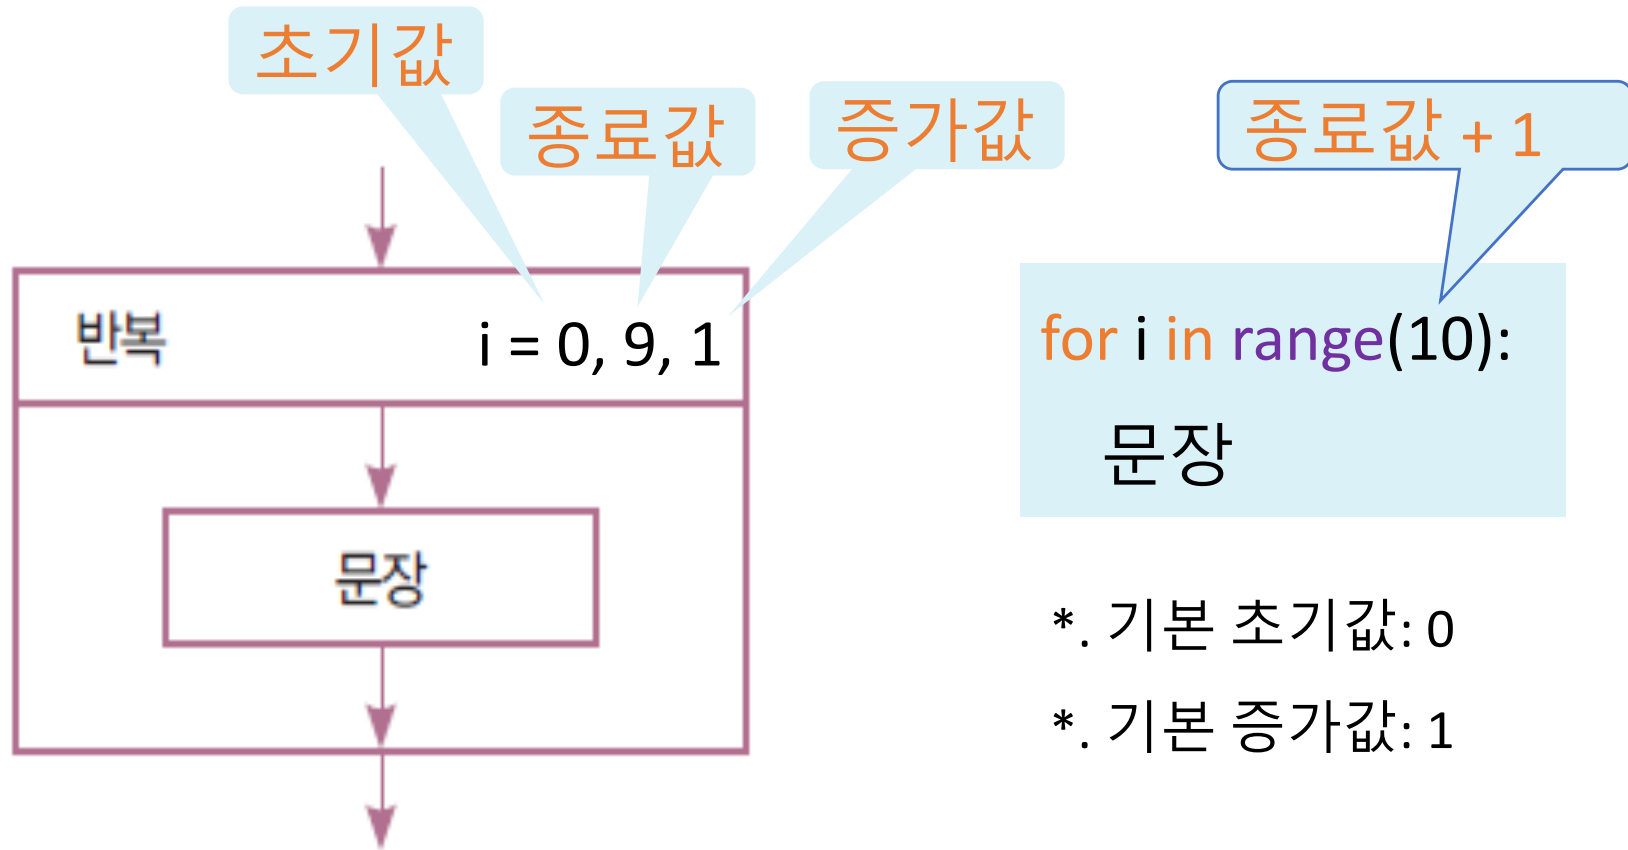 초기값
종료값
증가값
종료값 + 1
반복
i = 0, 9, 1
문장
for i in range(10):
문장
*. 기본 초기값: 0
*. 기본 증가값: 1